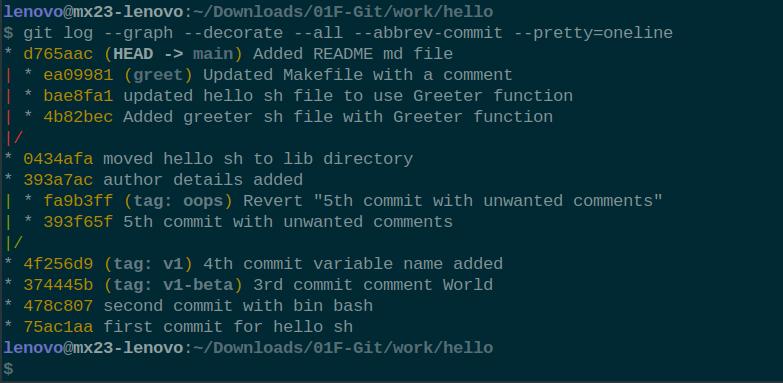 lenovo@mx23-lenovo:~/Downloads/01F-Git/work/hello
$ git log --graph --decorate --all --abbrev-commit --pretty=oneline
* d765aac (HEAD -> main) Added README md file
| * ea09981 (greet) Updated Makefile with a comment
| * bae8fa1 updated hello sh file to use Greeter function
| * 4b82bec Added greeter sh file with Greeter function
|/
* 0434afa moved hello sh to lib directory
* 393a7ac author details added
| * fa9b3ff (tag: oops) Revert "5th commit with unwanted comments"
| * 393f65f 5th commit with unwanted comments
|/
* 4f256d9 (tag: v1) 4th commit variable name added
* 374445b (tag: v1-beta) 3rd commit comment World
* 478c807 second commit with bin bash
* 75ac1aa first commit for hello sh
lenovo@mx23-lenovo:~/Downloads/01F-Git/work/hello
$